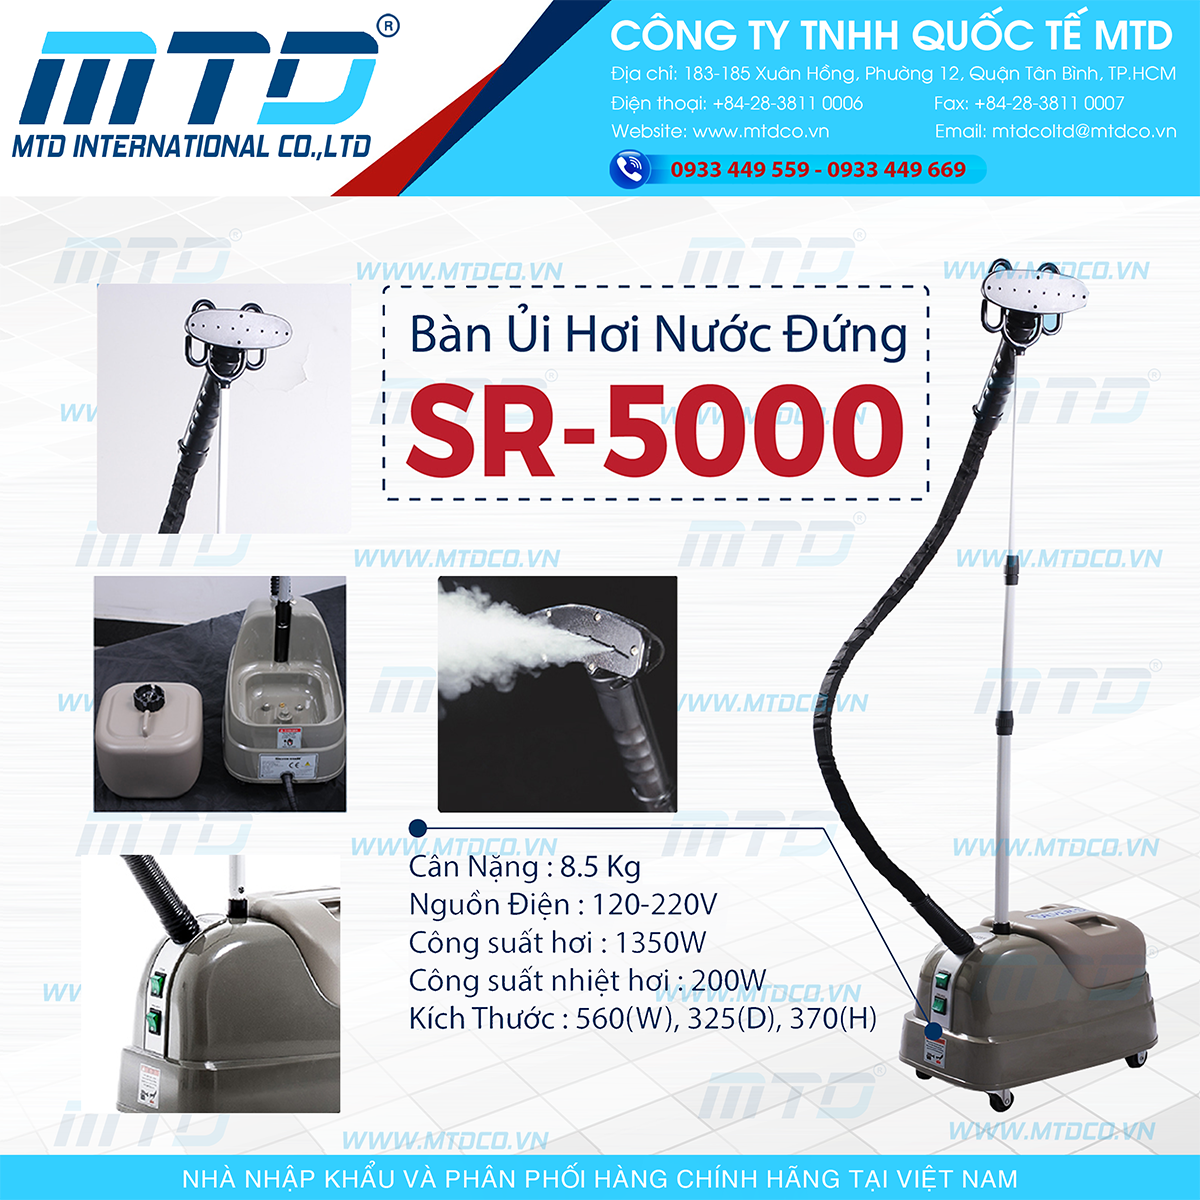 MTD®
MTD INTERNATIONAL CO.,LTD
CÔNG TY TNHH QUỐC TẾ MTD
Địa chỉ: 183-185 Xuân Hồng, Phường 12, Quận Tân Bình, TP.HCM
Điện thoại: +84-28-3811 0006 Fax: +84-28-3811 0007
Website: www.mtdco.vn Email: mtdcoltd@mtdco.vn
0933 449 559 - 0933 449 669
Bàn Ủi Hơi Nước Đứng
SR-5000
Cân Nặng : 8.5 Kg
Nguồn Điện : 120-220V
Công suất hơi : 1350W
Công suất nhiệt hơi : 200W
Kích Thước : 560(W), 325(D), 370(H)
WWW.MTDCO.VN
NHÀ NHẬP KHẨU VÀ PHÂN PHỐI HÀNG CHÍNH HÃNG TẠI VIỆT NAM